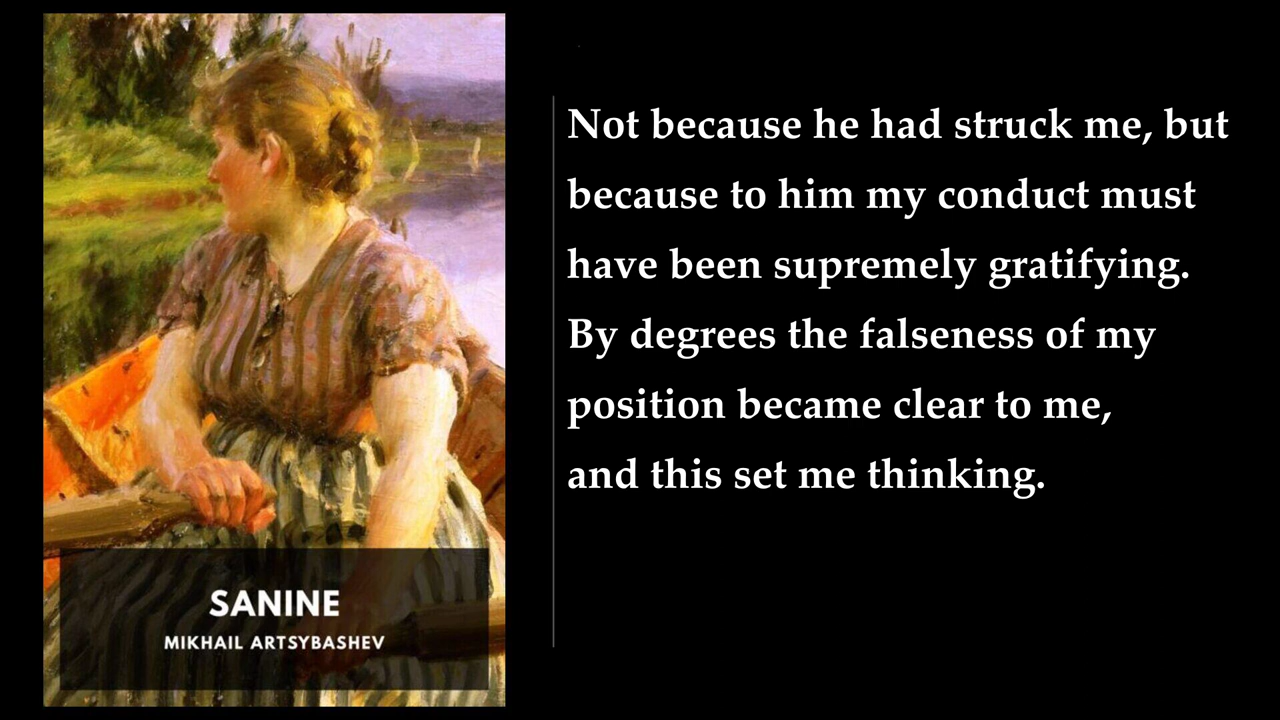 Not because he had struck me, but
because to him my conduct must
have been supremely gratifying.
By degrees the falseness of my
position became clear to me,
and this set me thinking.
SANINE
MIKHAIL ARTSYBASHEV